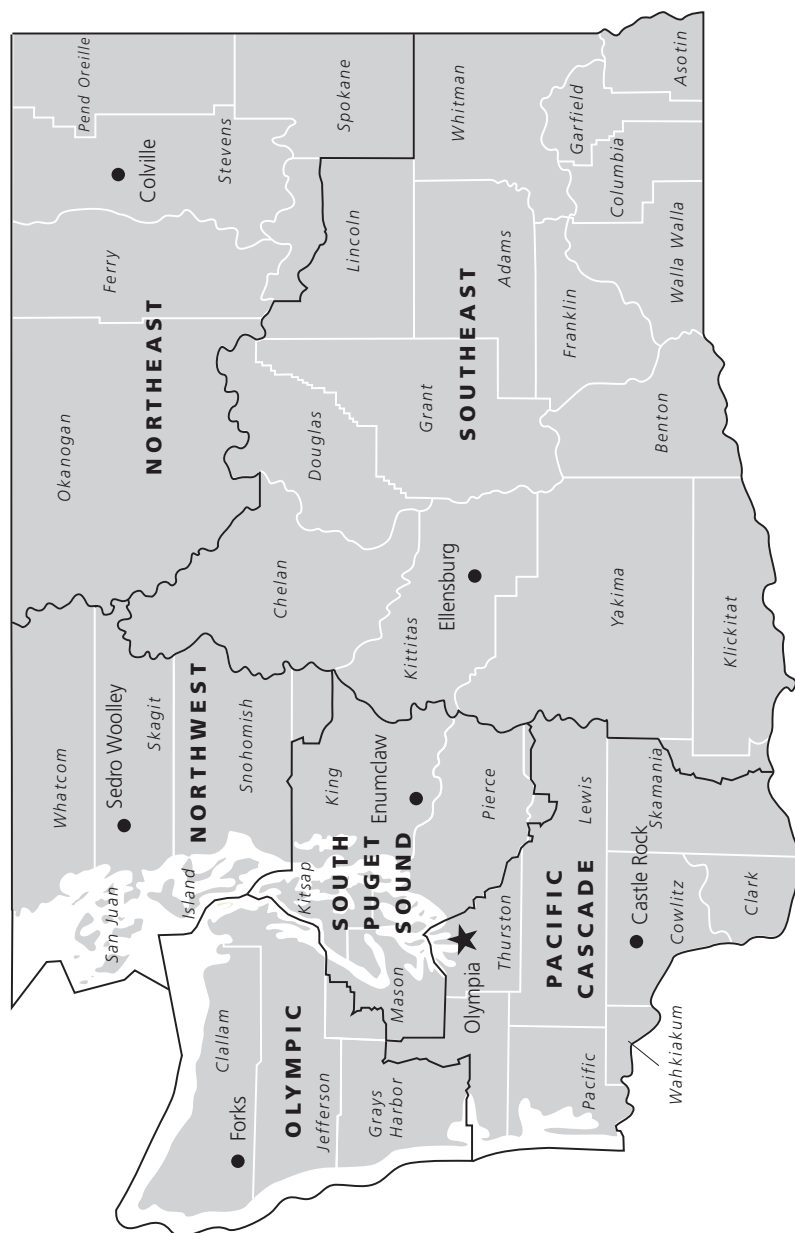 Whatcom
San Juan
Sedro Woolley
Skagit
Island
NORTHWEST
Snohomish
Okanogan
Ferry
Pend Oreille
Colville
Stevens
NORTHEAST
Spokane
Clallam
Forks
OLYMPIC
Jefferson
Grays
Harbor
Kitsap
King
SOUTH
PUGET
SOUND
Enumclaw
Mason
Pierce
Chelan
Douglas
Lincoln
Kittitas
Ellensburg
Grant
SOUTHEAST
Adams
Whitman
Olympia
Thurston
PACIFIC
CASCADE
Lewis
Castle Rock
Skamania
Pacific
Wahkiakum
Cowlitz
Clark
Yakima
Klickitat
Benton
Franklin
Walla Walla
Columbia
Garfield
Asotin